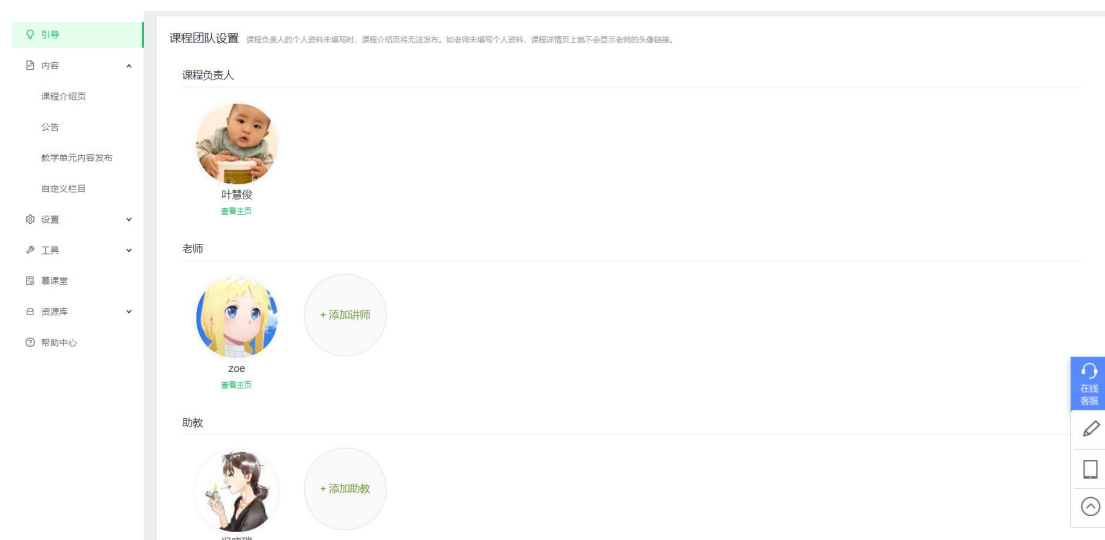 引导
内容
课程介绍页
公告
教学单元内容发布
自定义栏目
设置
工具
慕课堂
资源库
帮助中心
课程团队设置 课程负责人的个人资料未填写时，课程介绍页将无法发布。如老师未填写个人资料，课程详情页上就不会显示老师的头像链接。
课程负责人
叶慧俊
查看主页
老师
+ 添加讲师
zoe
查看主页
助教
+ 添加助教
在线
客服